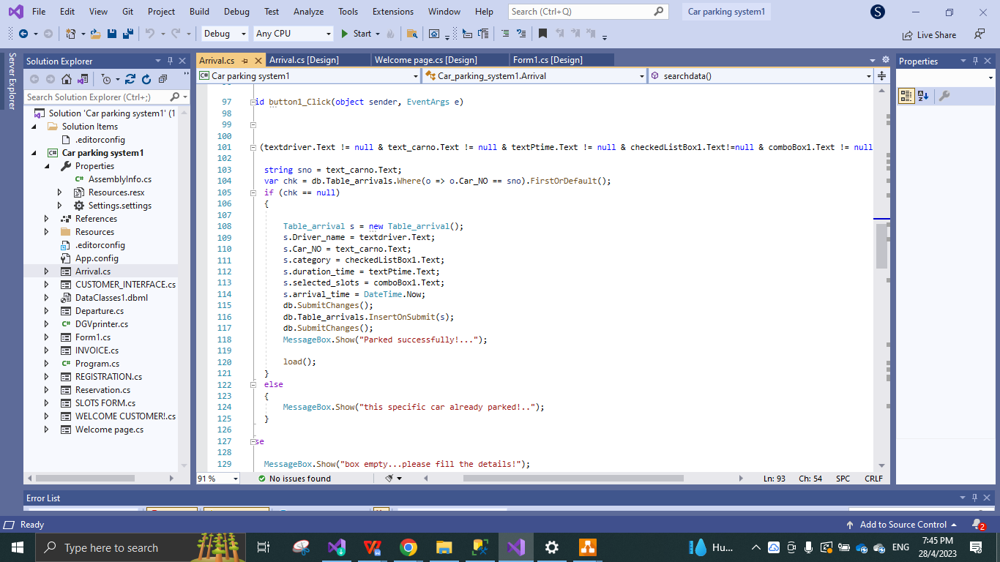 File Edit View Git Project Build Debug Test Analyze Tools Extensions Window Help Search (Ctrl+Q) Car parking system1 S
Debug Any CPU Start Live Share
Server Explorer
Solution Explorer
Search Solution Explorer (Ctrl+;)
Solution 'Car parking system1' (1
Solution Items
.editorconfig
Car parking system1
Properties
C# AssemblyInfo.cs
Resources.resx
Settings.settings
References
Resources
.editorconfig
App.config
Arrival.cs
CUSTOMER_INTERFACE.cs
DataClasses1.dbml
Departure.cs
C# DGVprinter.cs
Form1.cs
INVOICE.cs
C# Program.cs
REGISTRATION.cs
Reservation.cs
SLOTS FORM.cs
WELCOME CUSTOMER!.cs
Welcome page.cs
Arrival.cs Arrival.cs [Design] Welcome page.cs [Design] Form1.cs [Design]
C# Car parking system1 Car_parking_system1.Arrival searchdata()
97 id button1_Click(object sender, EventArgs e)
98
99
100
101 (textdriver.Text != null & text_carno.Text != null & textPtime.Text != null & checkedListBox1.Text!=null & comboBox1.Text != null
102
103 string sno = text_carno.Text;
104 var chk = db.Table_arrivals.Where(o => o.Car_NO == sno).FirstOrDefault();
105 if (chk == null)
106 {
107
108 Table_arrival s = new Table_arrival();
109 s.Driver_name = textdriver.Text;
110 s.Car_NO = text_carno.Text;
111 s.category = checkedListBox1.Text;
112 s.duration_time = textPtime.Text;
113 s.selected_slots = comboBox1.Text;
114 s.arrival_time = DateTime.Now;
115 db.SubmitChanges();
116 db.Table_arrivals.InsertOnSubmit(s);
117 db.SubmitChanges();
118 MessageBox.Show("Parked successfully!...");
119
120 load();
121 }
122 else
123 {
124 MessageBox.Show("this specific car already parked!..");
125 }
126
127 se
128
129 MessageBox.Show("box empty...please fill the details!");
91 % No issues found Ln: 93 Ch: 54 SPC CRLF
Properties
Error List
Ready Add to Source Control 2
Type here to search Hu... ENG 7:45 PM
28/4/2023